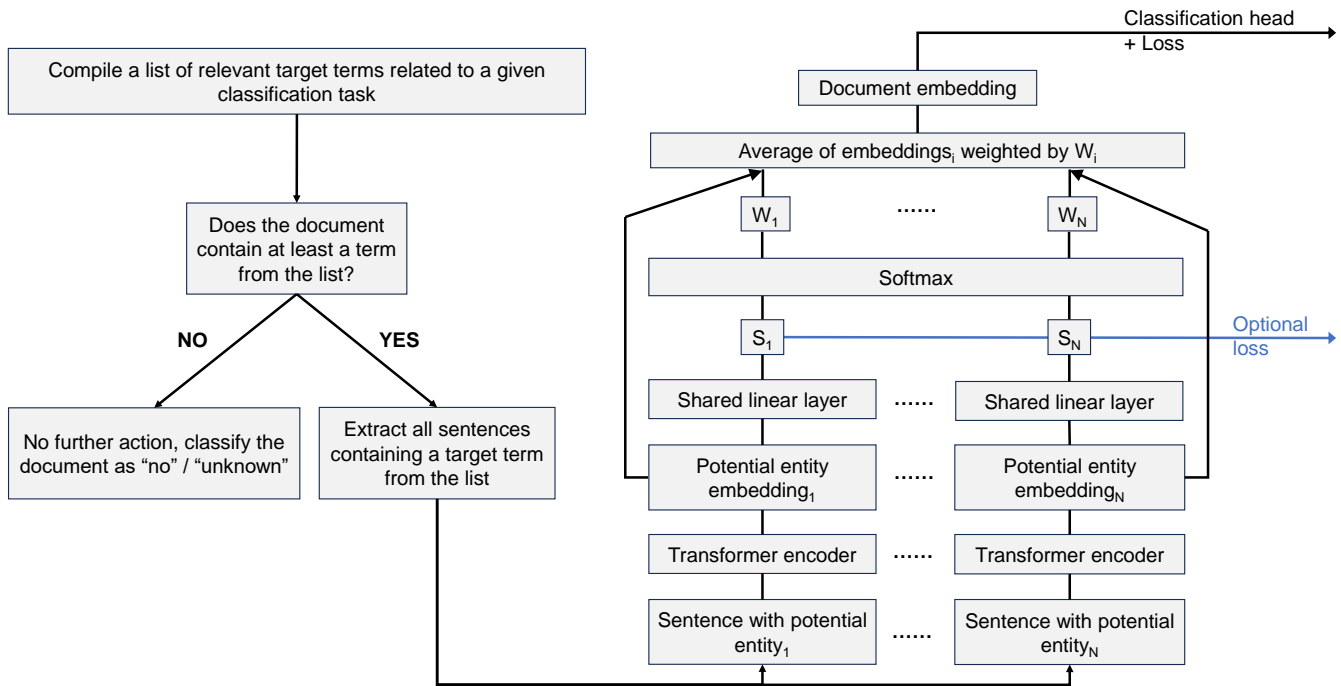 Compile a list of relevant target terms related to a given
classification task
Does the document
contain at least a term
from the list?
NO
YES
No further action, classify the
document as “no” / “unknown”
Extract all sentences
containing a target term
from the list
Classification head
+ Loss
Document embedding
Average of embeddingsᵢ weighted by Wᵢ
W₁
......
W_N
Softmax
S₁
S_N
Optional
loss
Shared linear layer
......
Shared linear layer
Potential entity
embedding₁
......
Potential entity
embedding_N
Transformer encoder
......
Transformer encoder
Sentence with potential
entity₁
......
Sentence with potential
entity_N